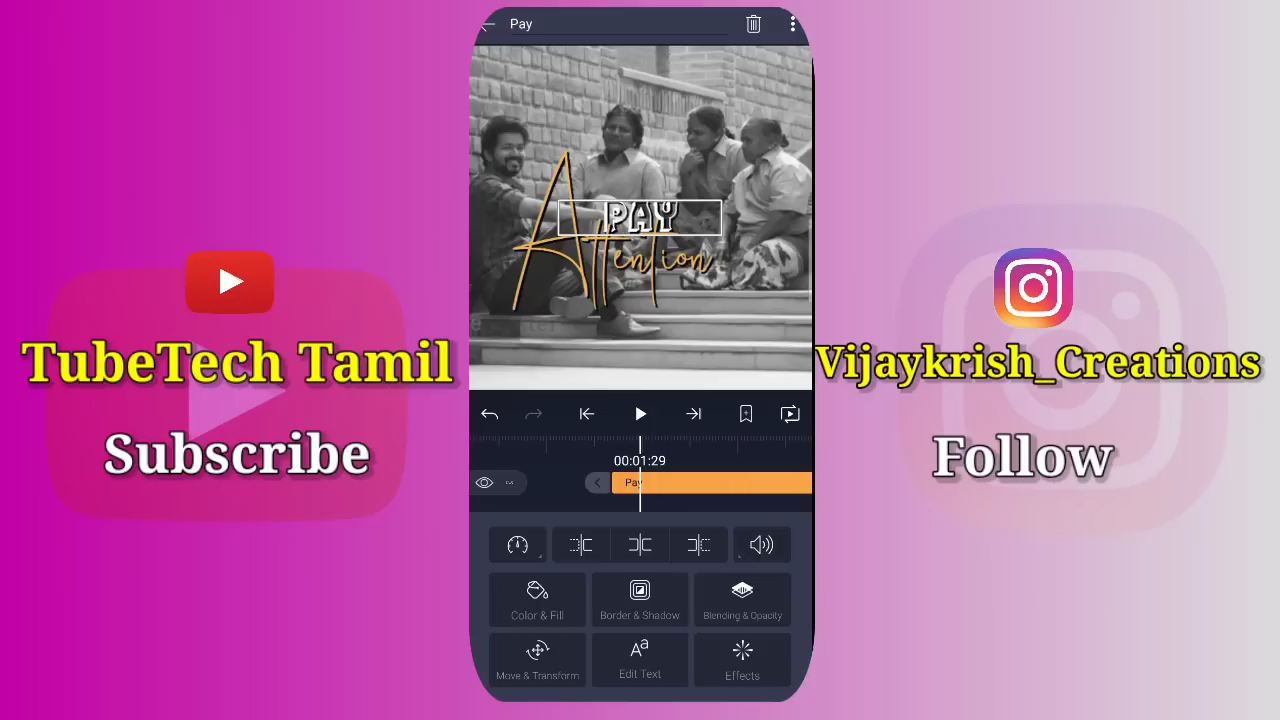 Pay
PAY
Attention
TubeTech Tamil
Subscribe
Vijaykrish_Creations
Follow
00:01:29
Pay
Color & Fill
Border & Shadow
Blending & Opacity
Move & Transform
Aa
Edit Text
Effects